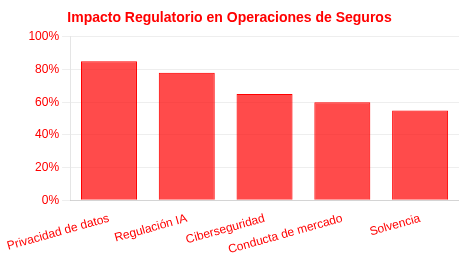 Impacto Regulatorio en Operaciones de Seguros
100%
80%
60%
40%
20%
0%
Privacidad de datos
Regulación IA
Ciberseguridad
Conducta de mercado
Solvencia